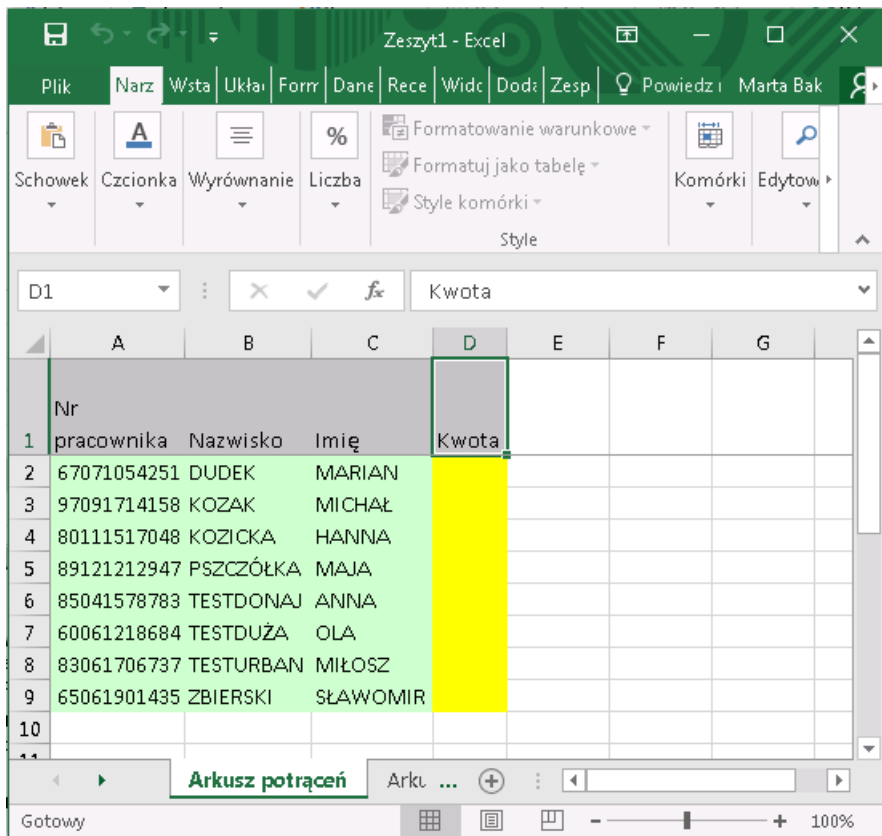 Zeszyt1 - Excel
Plik Narz Wsta Ukła Form Dane Rece Widc Doda Zesp Powiedz Marta Bak
Formatowanie warunkowe
Formatuj jako tabelę
Style komórki
Schowek Czcionka Wyrównanie Liczba Komórki Edytow
Style
D1 fx Kwota
A B C D E F G
1 Nr
pracownika Nazwisko Imię Kwota
2 67071054251 DUDEK MARIAN
3 97091714158 KOZAK MICHAŁ
4 80111517048 KOZICKA HANNA
5 89121212947 PSZCZÓŁKA MAJA
6 85041578783 TESTDONAJ ANNA
7 60061218684 TESTDUŻA OLA
8 83061706737 TESTURBAN MIŁOSZ
9 65061901435 ZBIERSKI SŁAWOMIR
10
Arkusz potrąceń Arku ...
Gotowy 100%